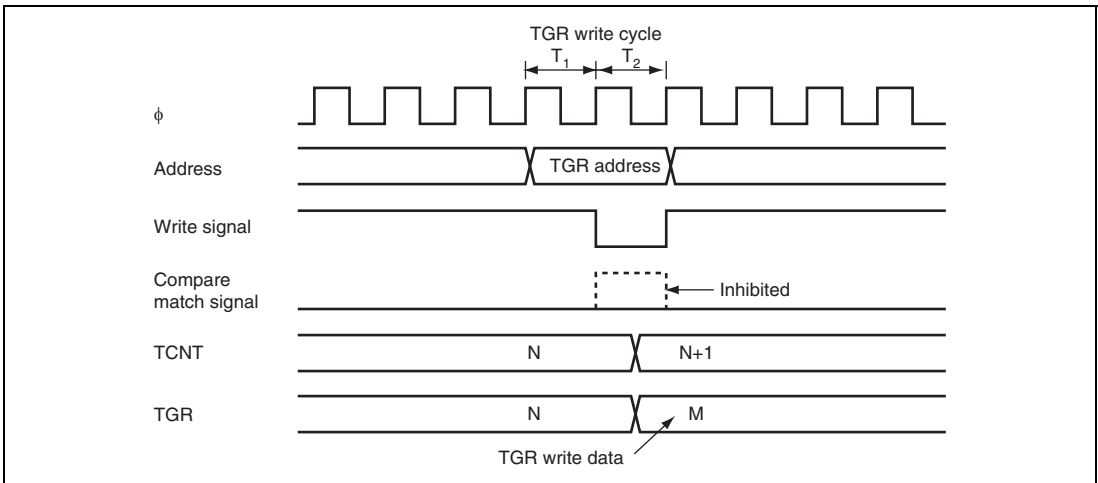 TGR write cycle
T1 T2
φ
Address TGR address
Write signal
Compare
match signal Inhibited
TCNT N N+1
TGR N M
TGR write data